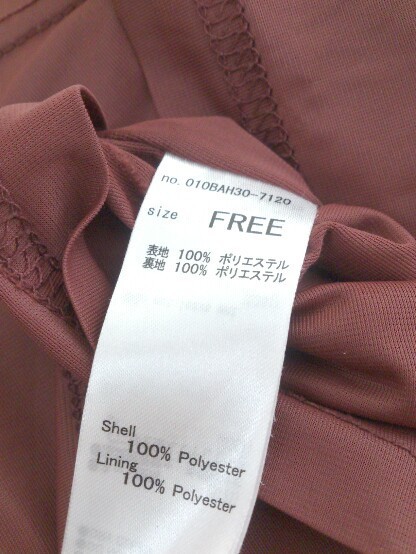 no. 010BAH30-7120
size FREE
表地 100% ポリエステル
裏地 100% ポリエステル
Shell
100% Polyester
Lining
100% Polyester